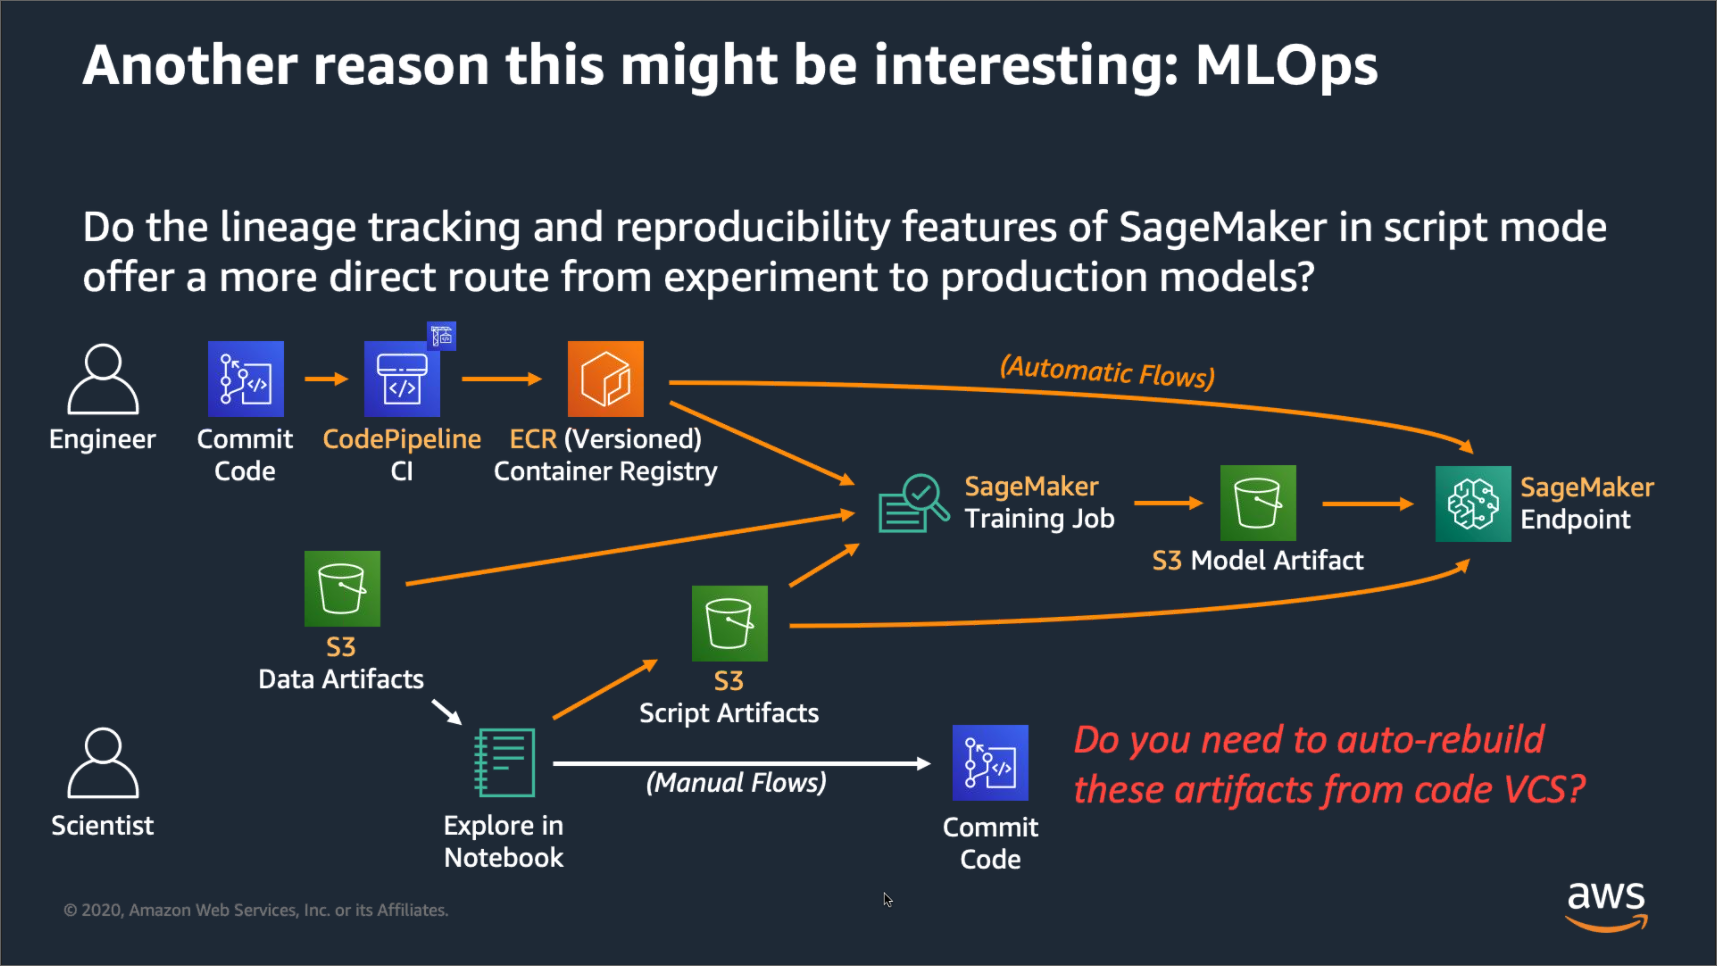 Another reason this might be interesting: MLOps
Do the lineage tracking and reproducibility features of SageMaker in script mode
offer a more direct route from experiment to production models?
(Automatic Flows)
Engineer
Commit
Code
CodePipeline
CI
ECR (Versioned)
Container Registry
SageMaker
Training Job
S3 Model Artifact
SageMaker
Endpoint
S3
Data Artifacts
S3
Script Artifacts
Scientist
Explore in
Notebook
(Manual Flows)
Commit
Code
Do you need to auto-rebuild
these artifacts from code VCS?
© 2020, Amazon Web Services, Inc. or its Affiliates.
aws